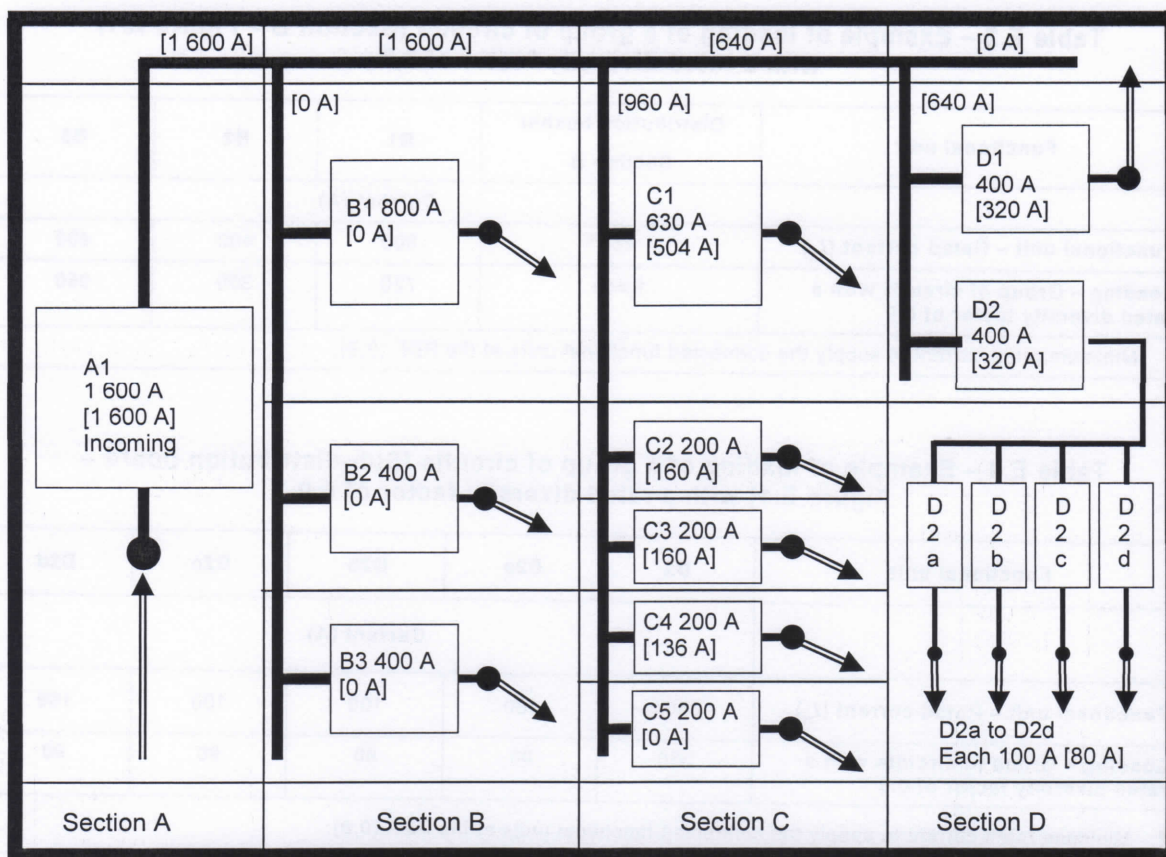 [1 600 A]
[1 600 A]
[640 A]
[0 A]
[0 A]
[960 A]
[640 A]
A1
1 600 A
[1 600 A]
Incoming
B1 800 A
[0 A]
B2 400 A
[0 A]
B3 400 A
[0 A]
C1
630 A
[504 A]
C2 200 A
[160 A]
C3 200 A
[160 A]
C4 200 A
[136 A]
C5 200 A
[0 A]
D1
400 A
[320 A]
D2
400 A
[320 A]
D
2
a
D
2
b
D
2
c
D
2
d
D2a to D2d
Each 100 A [80 A]
Section A
Section B
Section C
Section D